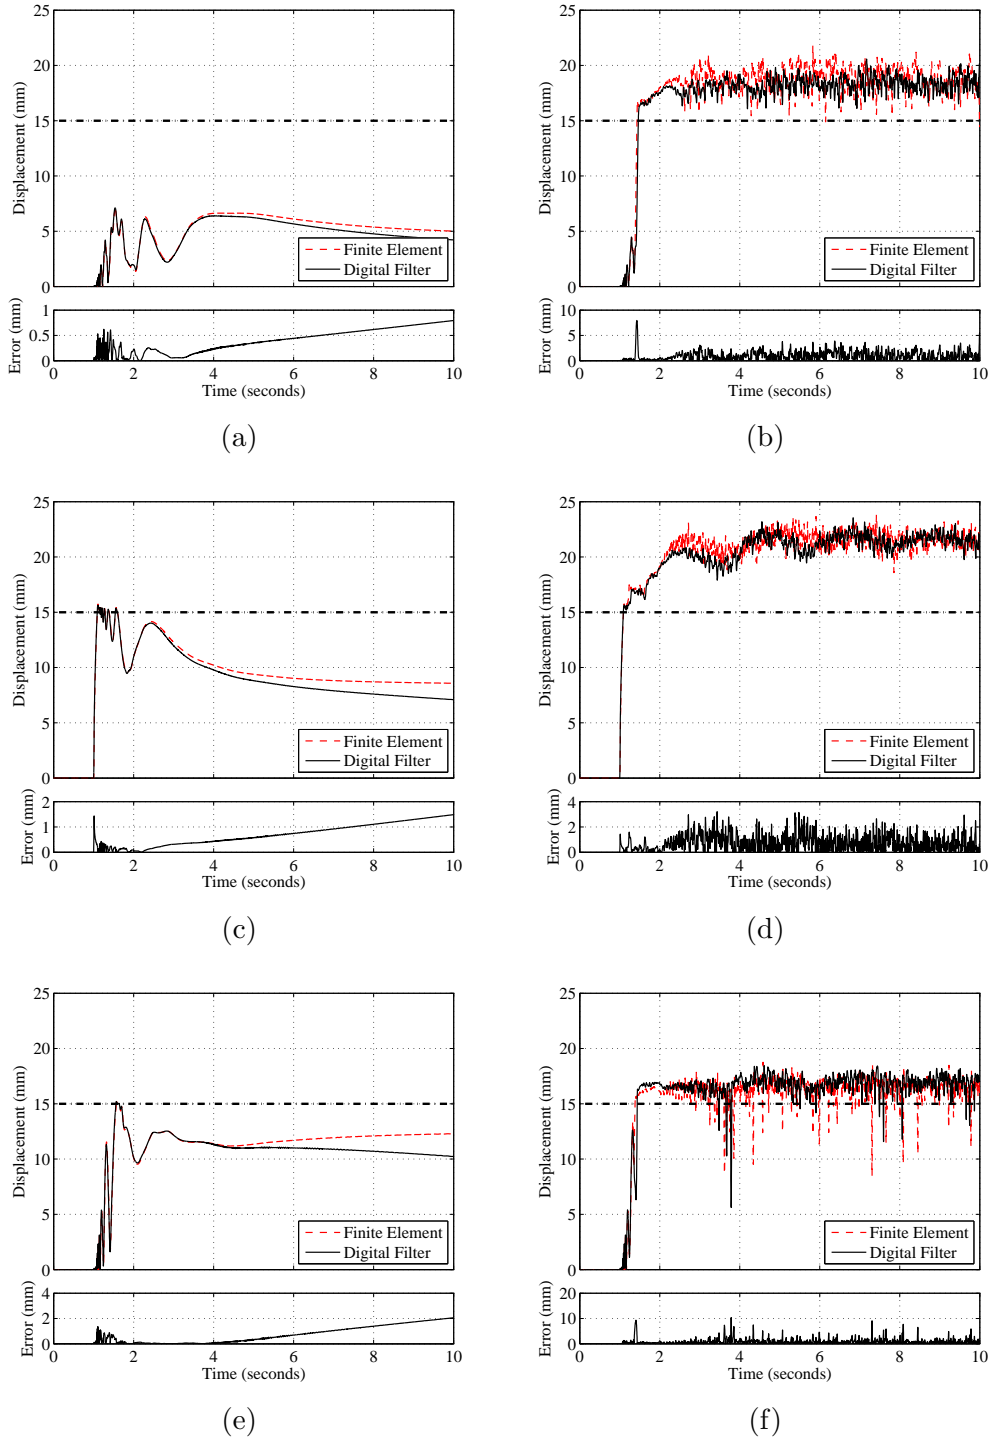 25
20
15
10
5
0
Displacement (mm)
Finite Element
Digital Filter
1
0.5
0
Error (mm)
0 2 4 6 8 10
Time (seconds)
(a)
25
20
15
10
5
0
Displacement (mm)
Finite Element
Digital Filter
10
5
0
Error (mm)
0 2 4 6 8 10
Time (seconds)
(b)
25
20
15
10
5
0
Displacement (mm)
Finite Element
Digital Filter
2
1
0
Error (mm)
0 2 4 6 8 10
Time (seconds)
(c)
25
20
15
10
5
0
Displacement (mm)
Finite Element
Digital Filter
4
2
0
Error (mm)
0 2 4 6 8 10
Time (seconds)
(d)
25
20
15
10
5
0
Displacement (mm)
Finite Element
Digital Filter
4
2
0
Error (mm)
0 2 4 6 8 10
Time (seconds)
(e)
25
20
15
10
5
0
Displacement (mm)
Finite Element
Digital Filter
20
10
0
Error (mm)
0 2 4 6 8 10
Time (seconds)
(f)